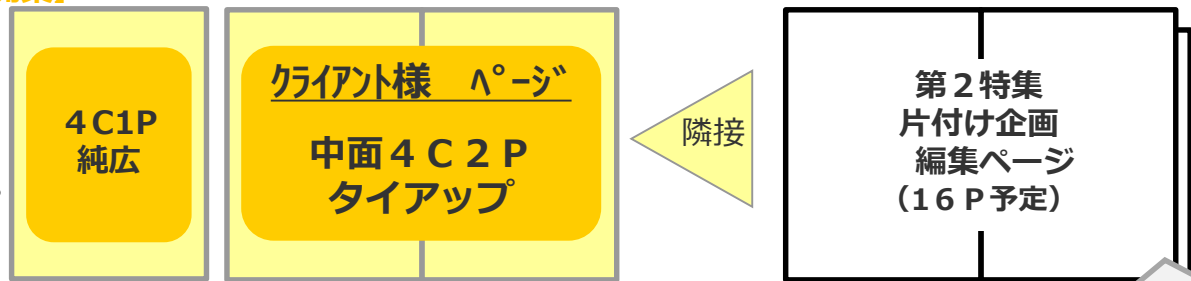 4C1P
純広
ｸﾗｲｱﾝﾄ様　ﾍﾟｰｼﾞ
中面４Ｃ２Ｐ
タイアップ
隣接
第２特集
片付け企画
編集ページ
（１６Ｐ予定）